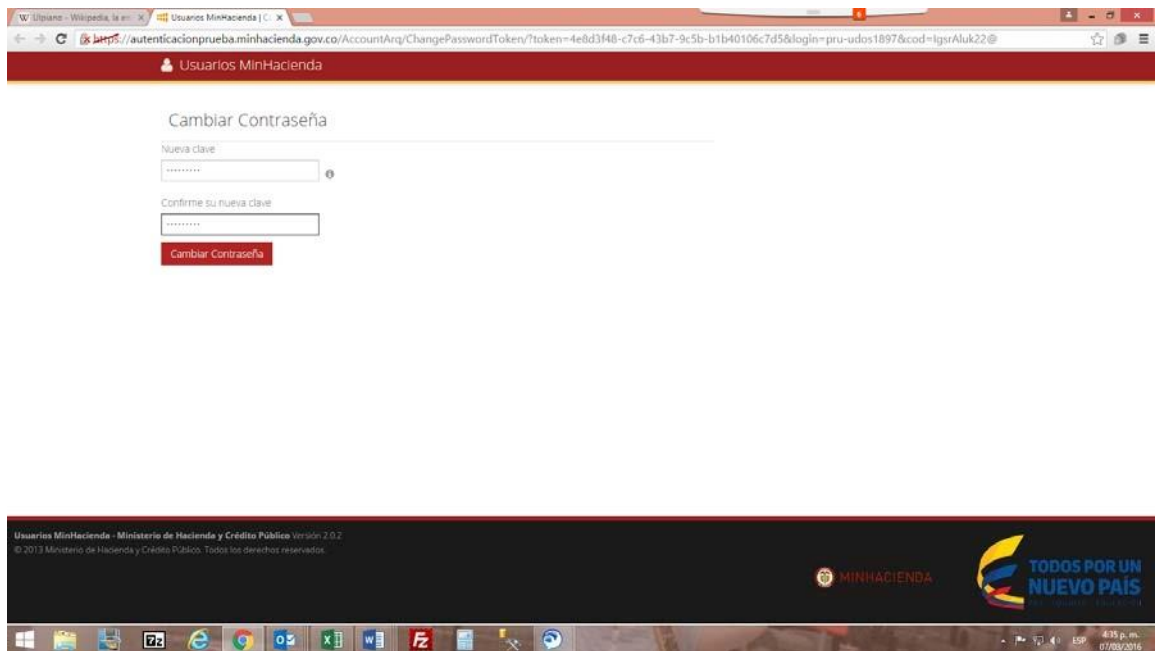 Ulpiano - Wikipedia, la en
Usuarios MinHacienda | C
https://autenticacionprueba.minhacienda.gov.co/AccountArq/ChangePasswordToken/?token=4e8d3f48-c7c6-43b7-9c5b-b1b40106c7d5&login=pru-udos1897&cod=IgsrAluk22@
Usuarios MinHacienda
Cambiar Contraseña
Nueva clave
Confirme su nueva clave
Cambiar Contraseña
Usuarios MinHacienda - Ministerio de Hacienda y Crédito Público Versión 2.0.2
© 2013 Ministerio de Hacienda y Crédito Público. Todos los derechos reservados.
MINHACIENDA
TODOS POR UN
NUEVO PAÍS
ESP
4:35 p. m.
07/03/2016